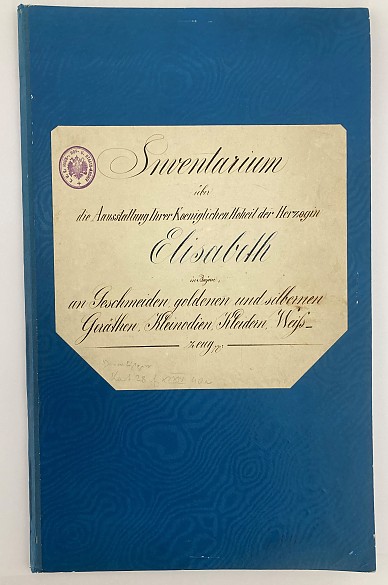 Inventarium
über
die Ausstattung Ihrer Koeniglichen Hoheit der Herzogin
Elisabeth
in Bayern,
an Geschmeiden, goldenen und silbernen
Geräthen, Kleinodien, Kleidern, Weiß-
zeug,